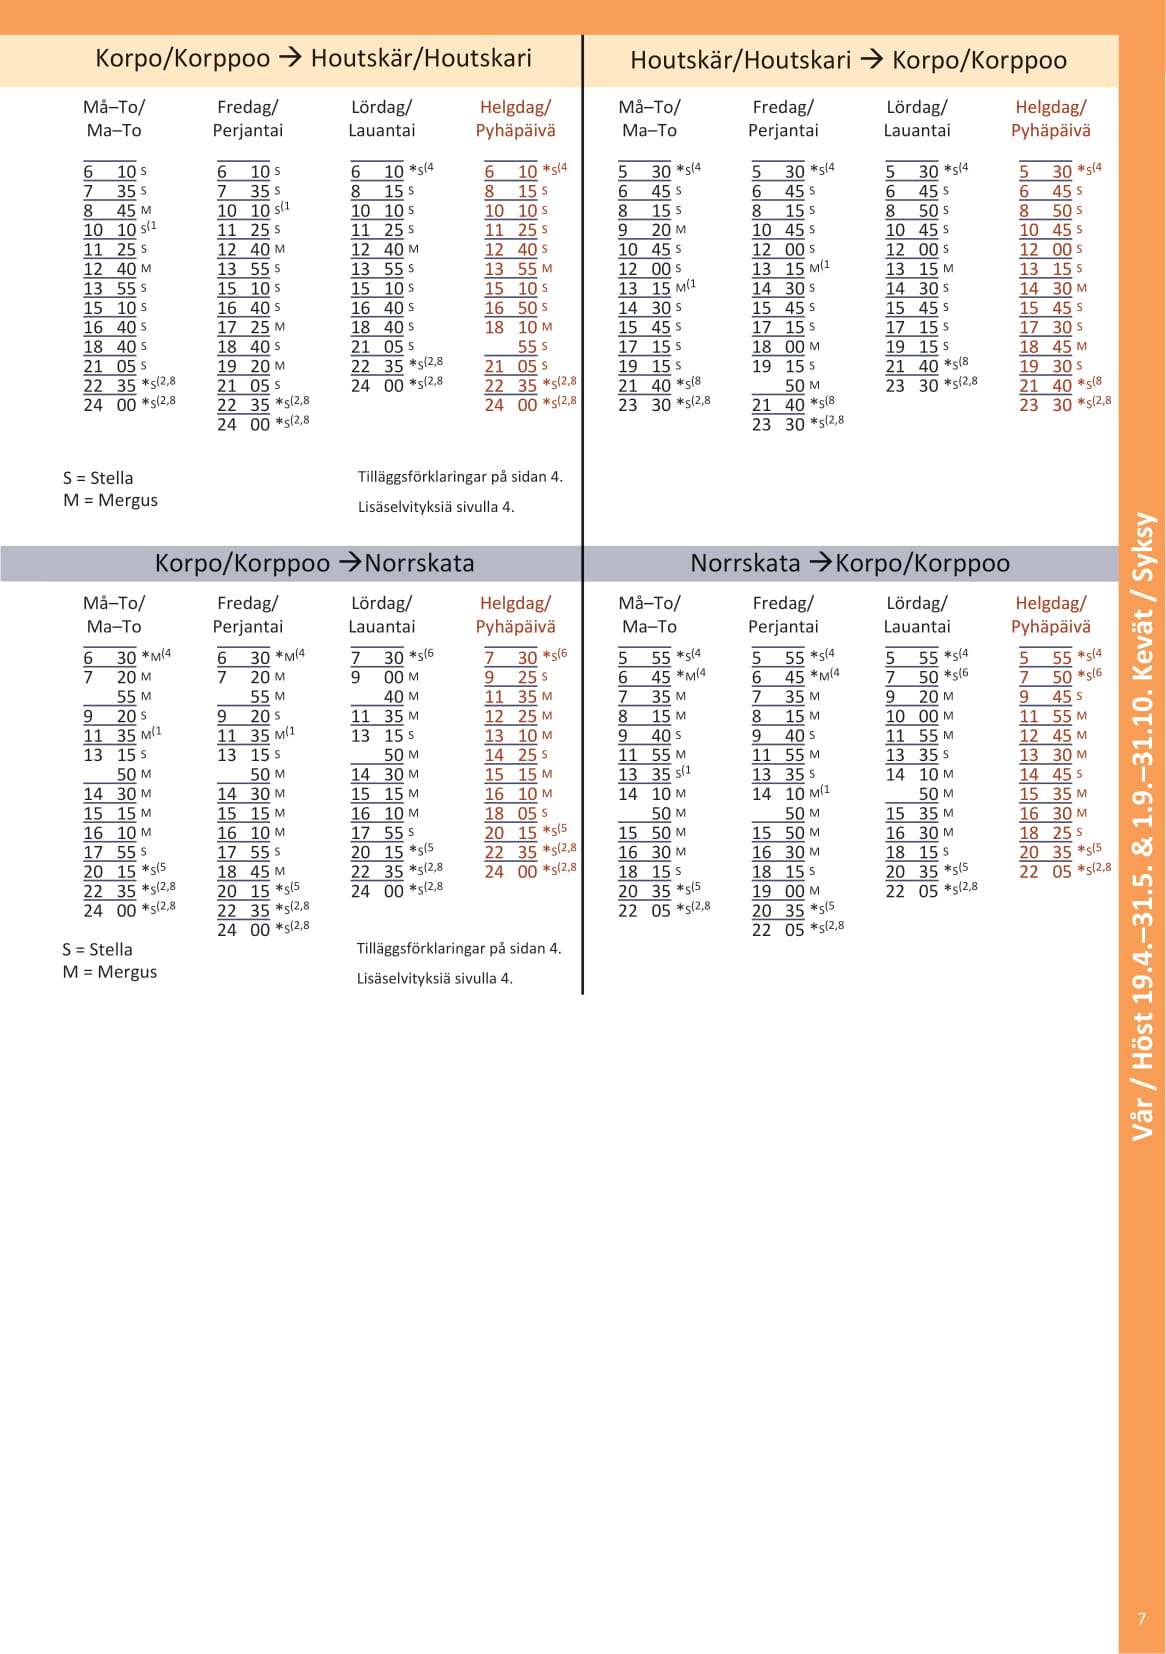 Korpo/Korppoo → Houtskär/Houtskari
Må–To/ Fredag/ Lördag/ Helgdag/
Ma–To Perjantai Lauantai Pyhäpäivä
6 10 S 6 10 S 6 10 *S(4 6 10 *S(4
7 35 S 7 35 S 8 15 S 8 15 S
8 45 M 10 10 S(1 10 10 S 10 10 S
10 10 S(1 11 25 S 11 25 S 11 25 S
11 25 S 12 40 M 12 40 M 12 40 S
12 40 M 13 55 S 13 55 S 13 55 M
13 55 S 15 10 S 15 10 S 15 10 S
15 10 S 16 40 S 16 40 S 16 50 S
16 40 S 17 25 M 18 40 S 18 10 M
18 40 S 18 40 S 21 05 S 55 S
21 05 S 19 20 M 22 35 *S(2,8 21 05 S
22 35 *S(2,8 21 05 S 24 00 *S(2,8 22 35 *S(2,8
24 00 *S(2,8 22 35 *S(2,8 24 00 *S(2,8
24 00 *S(2,8
S = Stella
M = Mergus
Tilläggsförklaringar på sidan 4.
Lisäselvityksiä sivulla 4.
Houtskär/Houtskari → Korpo/Korppoo
Må–To/ Fredag/ Lördag/ Helgdag/
Ma–To Perjantai Lauantai Pyhäpäivä
5 30 *S(4 5 30 *S(4 5 30 *S(4 5 30 *S(4
6 45 S 6 45 S 6 45 S 6 45 S
8 15 S 8 15 S 8 50 S 8 50 S
9 20 M 10 45 S 10 45 S 10 45 S
10 45 S 12 00 S 12 00 S 12 00 S
12 00 S 13 15 M(1 13 15 M 13 15 S
13 15 M(1 14 30 S 14 30 S 14 30 M
14 30 S 15 45 S 15 45 S 15 45 S
15 45 S 17 15 S 17 15 S 17 30 S
17 15 S 18 00 M 19 15 S 18 45 M
19 15 S 19 15 S 21 40 *S(8 19 30 S
21 40 *S(8 50 M 23 30 *S(2,8 21 40 *S(8
23 30 *S(2,8 21 40 *S(8 23 30 *S(2,8
23 30 *S(2,8
Korpo/Korppoo →Norrskata
Må–To/ Fredag/ Lördag/ Helgdag/
Ma–To Perjantai Lauantai Pyhäpäivä
6 30 *M(4 6 30 *M(4 7 30 *S(6 7 30 *S(6
7 20 M 7 20 M 9 00 M 9 25 S
55 M 55 M 40 M 11 35 M
9 20 S 9 20 S 11 35 M 12 25 M
11 35 M(1 11 35 M(1 13 15 S 13 10 M
13 15 S 13 15 S 50 M 14 25 S
50 M 50 M 14 30 M 15 15 M
14 30 M 14 30 M 15 15 M 16 10 M
15 15 M 15 15 M 16 10 M 18 05 S
16 10 M 16 10 M 17 55 S 20 15 *S(5
17 55 S 17 55 S 20 15 *S(5 22 35 *S(2,8
20 15 *S(5 18 45 M 22 35 *S(2,8 24 00 *S(2,8
22 35 *S(2,8 20 15 *S(5 24 00 *S(2,8
24 00 *S(2,8 22 35 *S(2,8
24 00 *S(2,8
S = Stella
M = Mergus
Tilläggsförklaringar på sidan 4.
Lisäselvityksiä sivulla 4.
Norrskata →Korpo/Korppoo
Må–To/ Fredag/ Lördag/ Helgdag/
Ma–To Perjantai Lauantai Pyhäpäivä
5 55 *S(4 5 55 *S(4 5 55 *S(4 5 55 *S(4
6 45 *M(4 6 45 *M(4 7 50 *S(6 7 50 *S(6
7 35 M 7 35 M 9 20 M 9 45 S
8 15 M 8 15 M 10 00 M 11 55 M
9 40 S 9 40 S 11 55 M 12 45 M
11 55 M 11 55 M 13 35 S 13 30 M
13 35 S(1 13 35 S 14 10 M 14 45 S
14 10 M 14 10 M(1 50 M 15 35 M
50 M 50 M 15 35 M 16 30 M
15 50 M 15 50 M 16 30 M 18 25 S
16 30 M 16 30 M 18 15 S 20 35 *S(5
18 15 S 18 15 S 20 35 *S(5 22 05 *S(2,8
20 35 *S(5 19 00 M 22 05 *S(2,8
22 05 *S(2,8 20 35 *S(5
22 05 *S(2,8
Vår / Höst 19.4.–31.5. & 1.9.–31.10. Kevät / Syksy
7